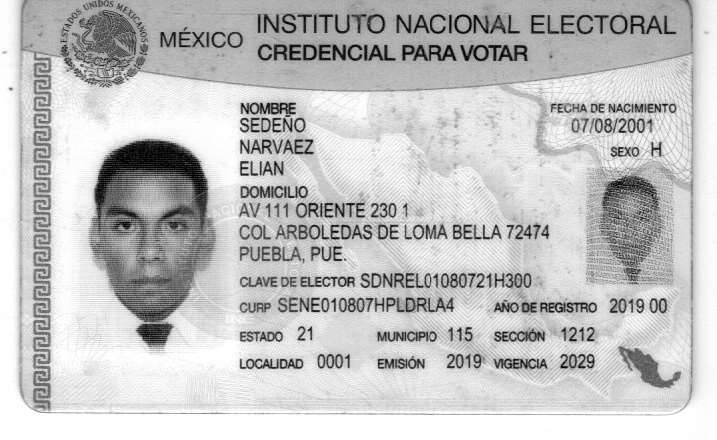 ESTADOS UNIDOS MEXICANOS
MÉXICO
INSTITUTO NACIONAL ELECTORAL
CREDENCIAL PARA VOTAR
NOMBRE
SEDEÑO
NARVAEZ
ELIAN
FECHA DE NACIMIENTO
07/08/2001
SEXO H
DOMICILIO
AV 111 ORIENTE 230 1
COL ARBOLEDAS DE LOMA BELLA 72474
PUEBLA, PUE.
CLAVE DE ELECTOR SDNREL01080721H300
CURP SENE010807HPLDRLA4 AÑO DE REGISTRO 2019 00
ESTADO 21 MUNICIPIO 115 SECCIÓN 1212
LOCALIDAD 0001 EMISIÓN 2019 VIGENCIA 2029